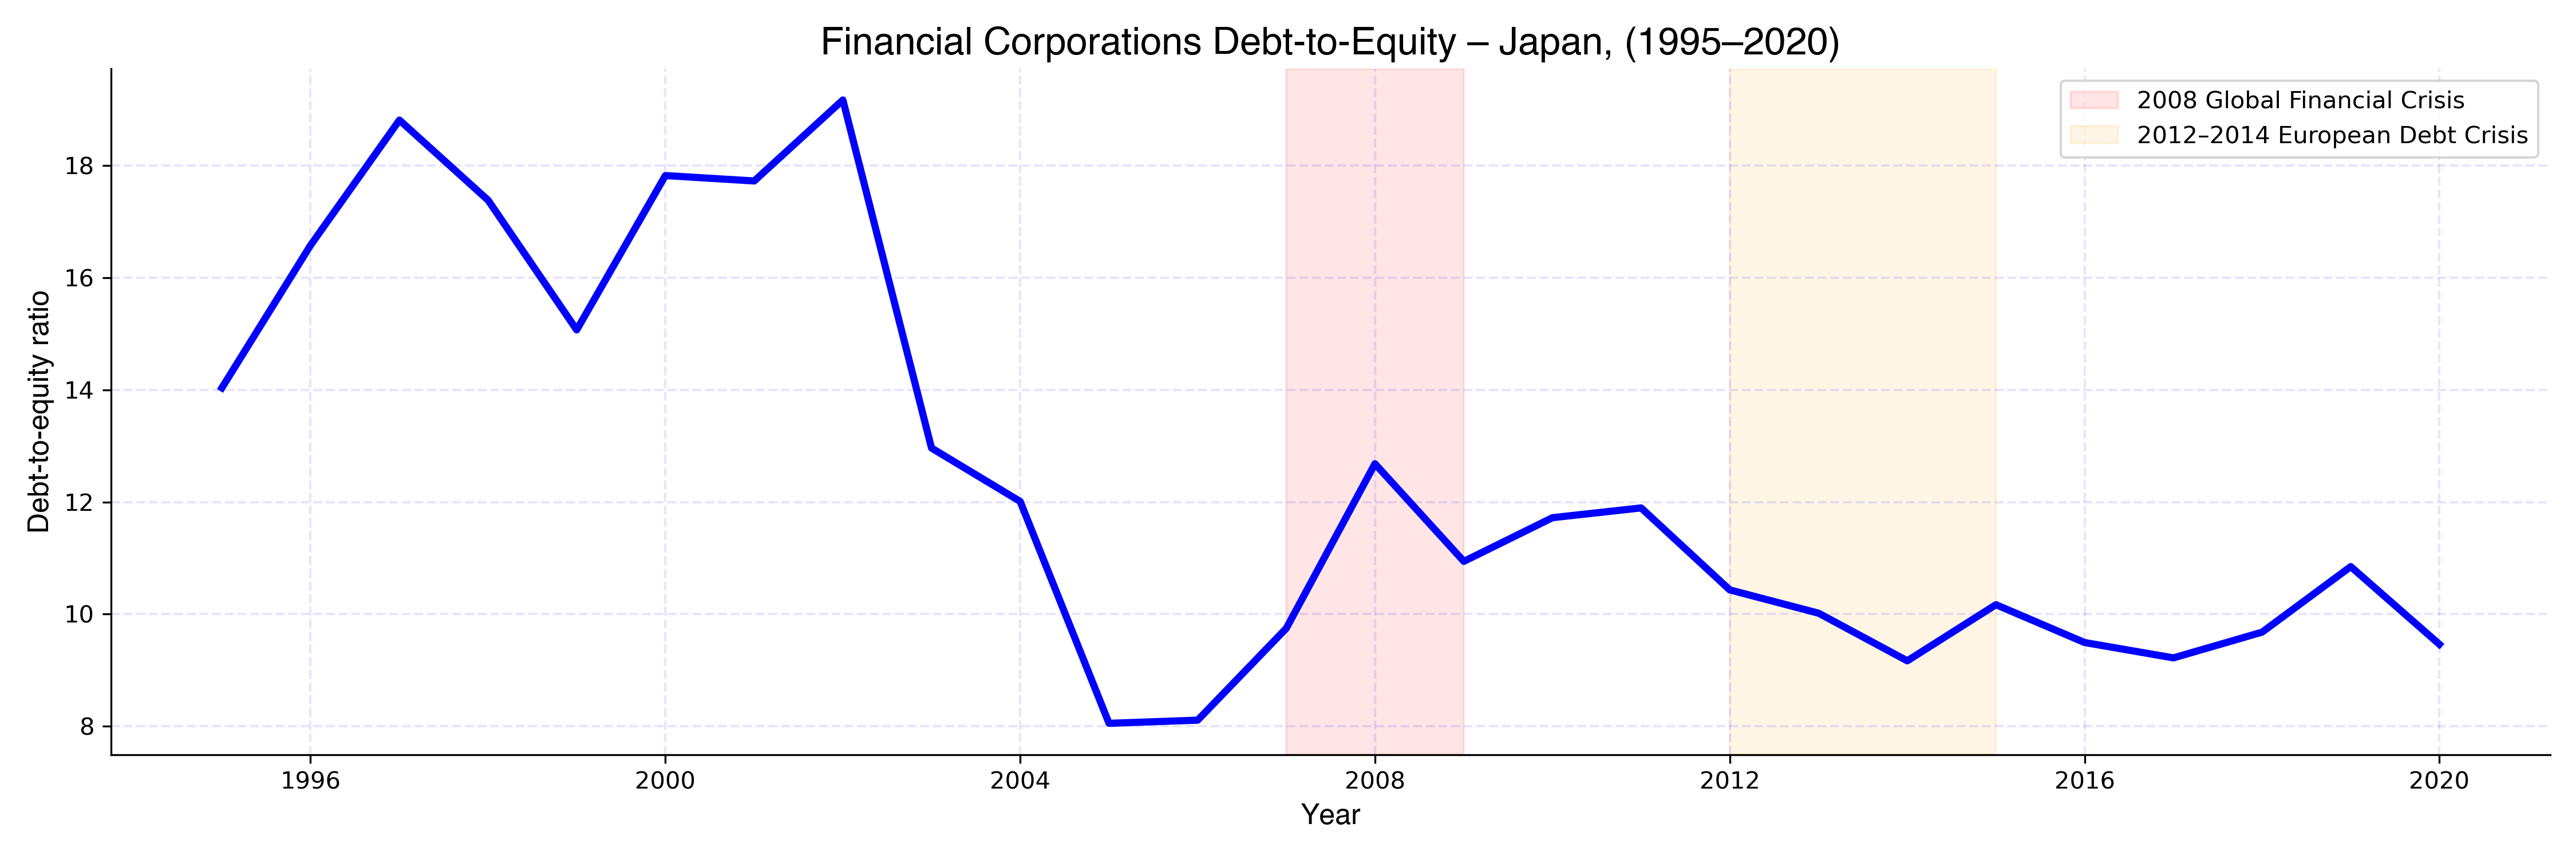 Financial Corporations Debt-to-Equity – Japan, (1995–2020)
2008 Global Financial Crisis
2012–2014 European Debt Crisis
Debt-to-equity ratio
18
16
14
12
10
8
1996 2000 2004 2008 2012 2016 2020
Year